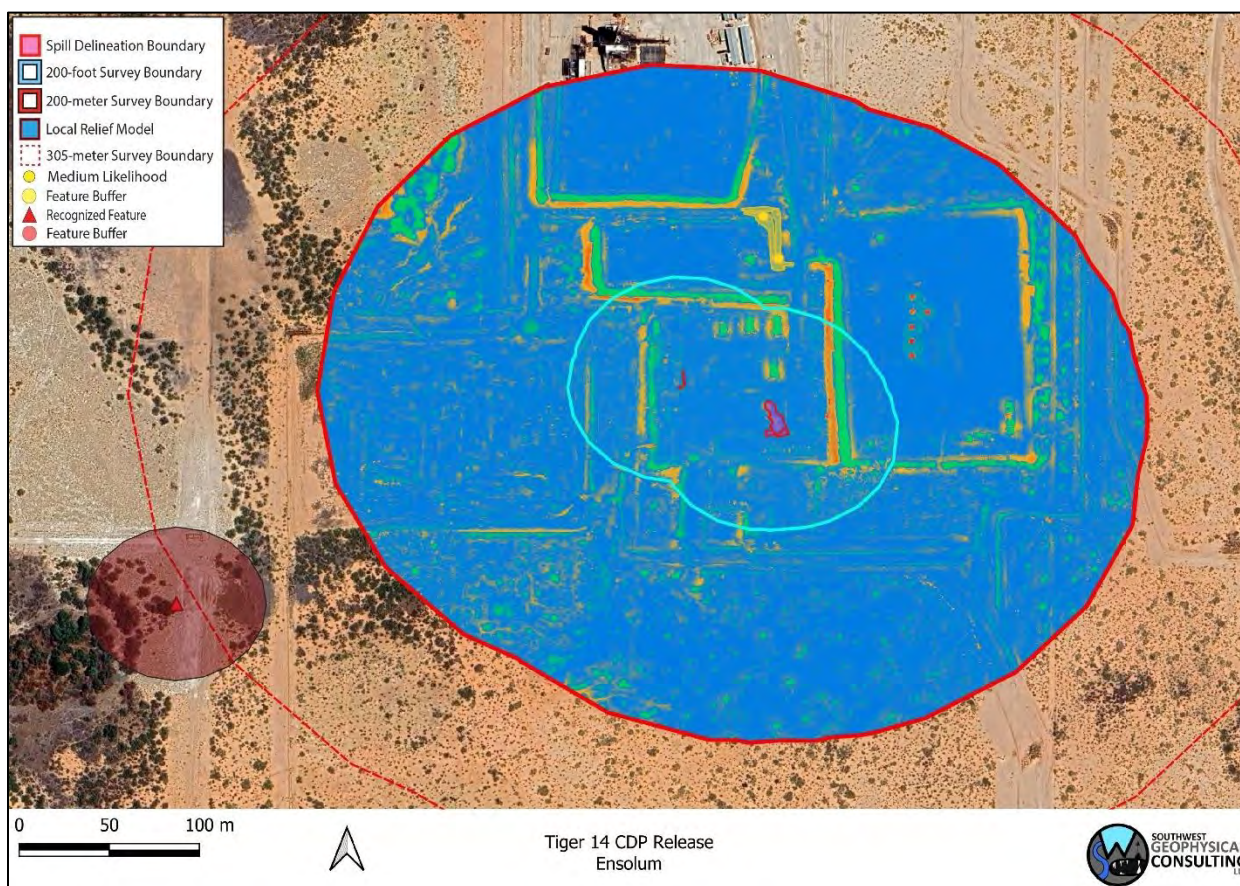 Spill Delineation Boundary
200-foot Survey Boundary
200-meter Survey Boundary
Local Relief Model
305-meter Survey Boundary
Medium Likelihood
Feature Buffer
Recognized Feature
Feature Buffer
0 50 100 m
Tiger 14 CDP Release
Ensolum
SOUTHWEST
GEOPHYSICAL
CONSULTING